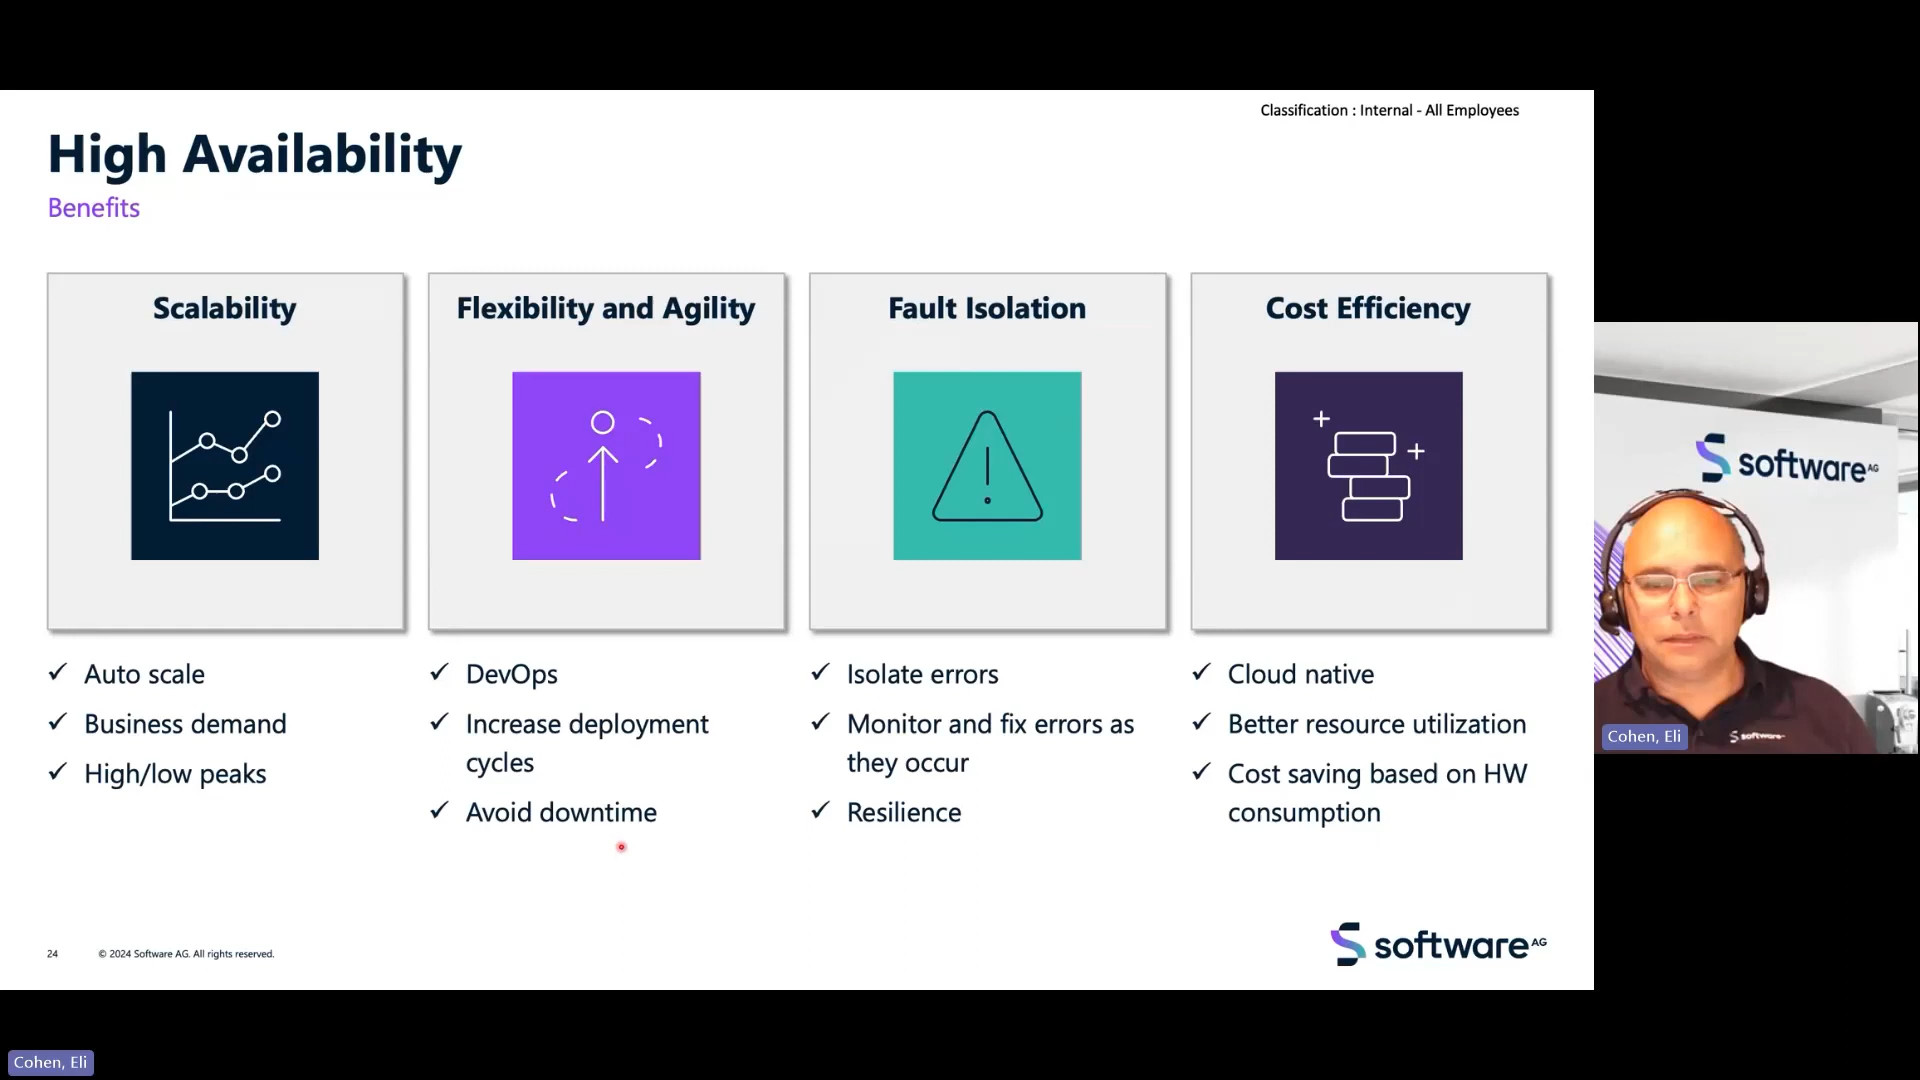 Classification : Internal - All Employees
High Availability
Benefits
Scalability
Auto scale
Business demand
High/low peaks
Flexibility and Agility
DevOps
Increase deployment
cycles
Avoid downtime
Fault Isolation
Isolate errors
Monitor and fix errors as
they occur
Resilience
Cost Efficiency
Cloud native
Better resource utilization
Cost saving based on HW
consumption
24
© 2024 Software AG. All rights reserved.
software AG
software AG
software
Cohen, Eli
Cohen, Eli